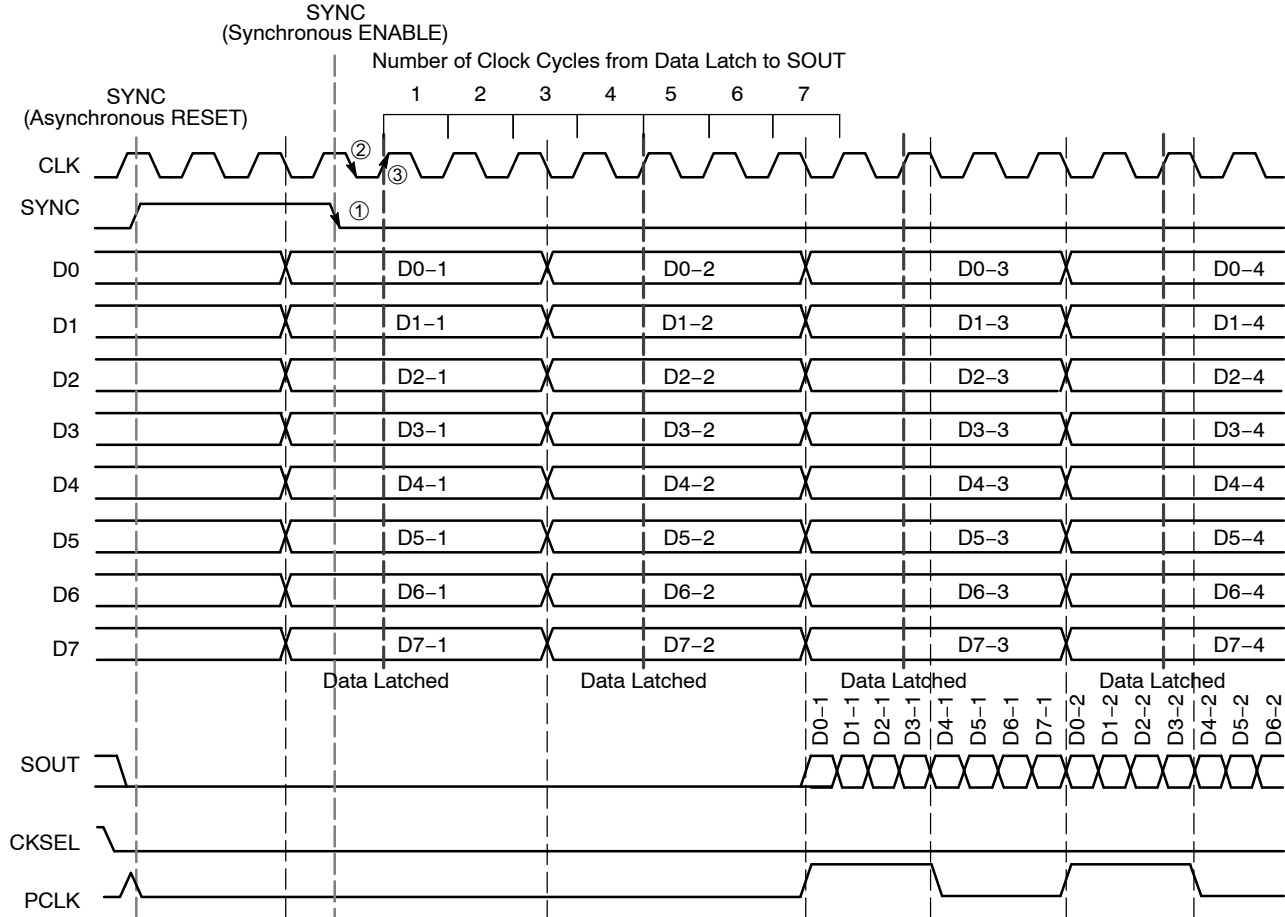 SYNC
(Synchronous ENABLE)
Number of Clock Cycles from Data Latch to SOUT
SYNC
(Asynchronous RESET)
1 2 3 4 5 6 7
CLK ② ③
SYNC ①
D0 D0−1 D0−2 D0−3 D0−4
D1 D1−1 D1−2 D1−3 D1−4
D2 D2−1 D2−2 D2−3 D2−4
D3 D3−1 D3−2 D3−3 D3−4
D4 D4−1 D4−2 D4−3 D4−4
D5 D5−1 D5−2 D5−3 D5−4
D6 D6−1 D6−2 D6−3 D6−4
D7 D7−1 D7−2 D7−3 D7−4
Data Latched Data Latched Data Latched Data Latched
D0−1 D1−1 D2−1 D3−1 D4−1 D5−1 D6−1 D7−1 D0−2 D1−2 D2−2 D3−2 D4−2 D5−2 D6−2
SOUT
CKSEL
PCLK